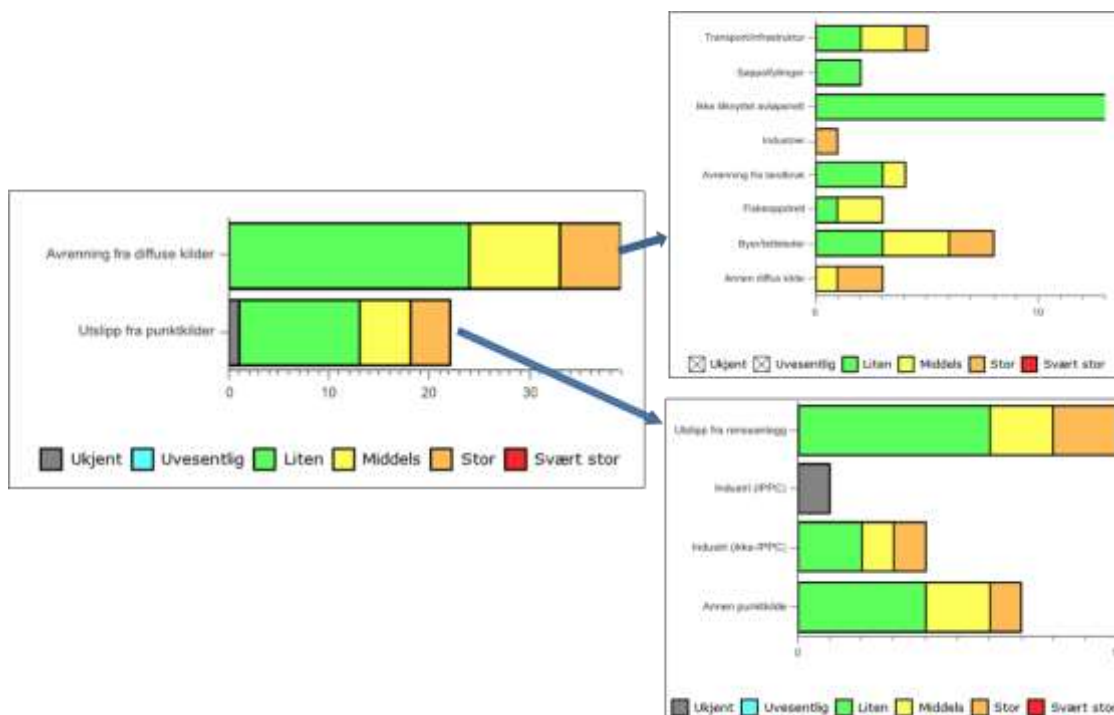 Avrenning fra diffuse kilder
Utslipp fra punktkilder
0 10 20 30
Ukjent Uvesentlig Liten Middels Stor Svært stor
Transport/infrastruktur
Søppelfyllinger
Ikke tilknyttet avløpsnett
Industrier
Avrenning fra landbruk
Fiskeoppdrett
Byer/tettsteder
Annen diffus kilde
0 10
Ukjent Uvesentlig Liten Middels Stor Svært stor
Utslipp fra renseanlegg
Industri (IPPC)
Industri (ikke-IPPC)
Annen punktkilde
0
Ukjent Uvesentlig Liten Middels Stor Svært stor